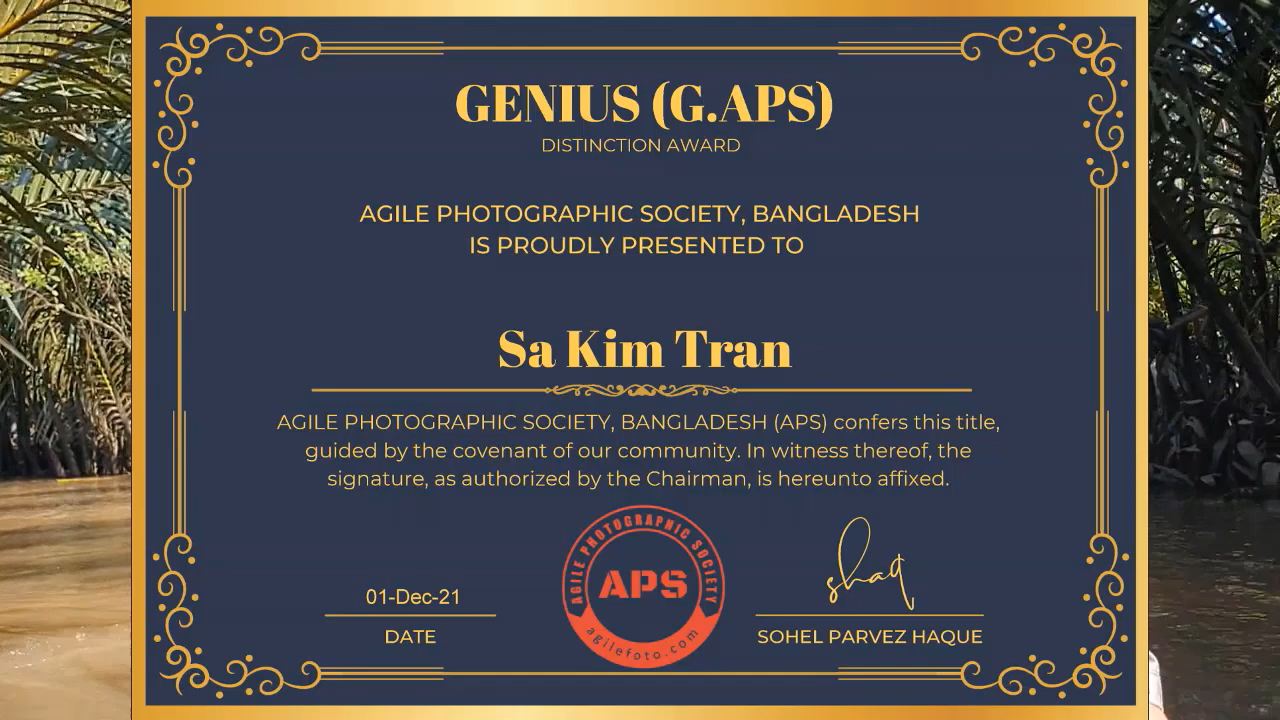 GENIUS (G.APS)
DISTINCTION AWARD
AGILE PHOTOGRAPHIC SOCIETY, BANGLADESH
IS PROUDLY PRESENTED TO
Sa Kim Tran
AGILE PHOTOGRAPHIC SOCIETY, BANGLADESH (APS) confers this title,
guided by the covenant of our community. In witness thereof, the
signature, as authorized by the Chairman, is hereunto affixed.
AGILE PHOTOGRAPHIC SOCIETY
APS
agilefoto.com
01-Dec-21
DATE
shaq
SOHEL PARVEZ HAQUE